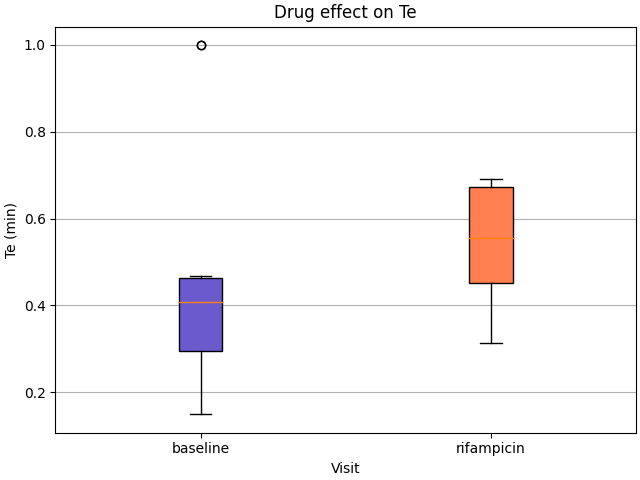 Drug effect on Te
1.0
0.8
0.6
0.4
0.2
Te (min)
baseline
rifampicin
Visit